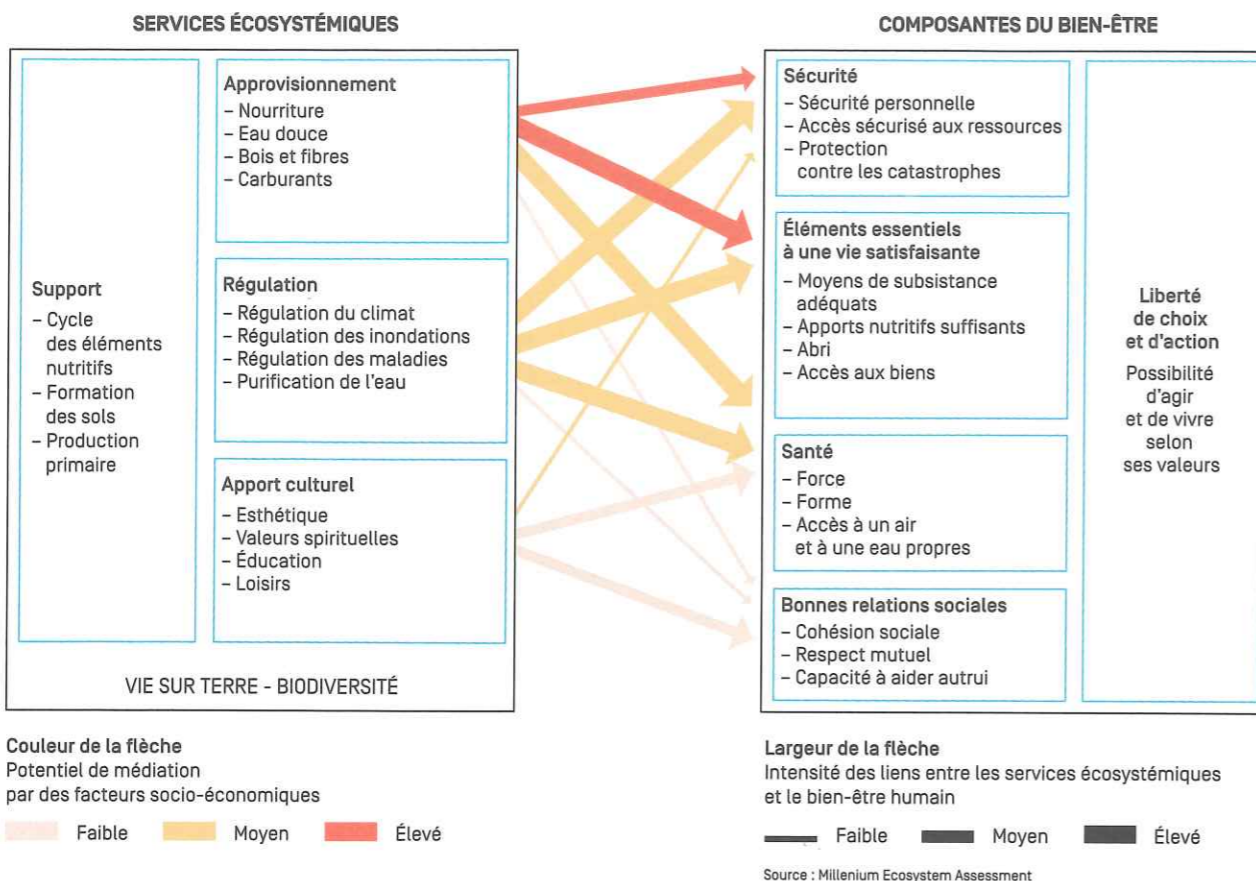 SERVICES ÉCOSYSTÉMIQUES
Support
– Cycle
des éléments
nutritifs
– Formation
des sols
– Production
primaire
Approvisionnement
– Nourriture
– Eau douce
– Bois et fibres
– Carburants
Régulation
– Régulation du climat
– Régulation des inondations
– Régulation des maladies
– Purification de l'eau
Apport culturel
– Esthétique
– Valeurs spirituelles
– Éducation
– Loisirs
VIE SUR TERRE - BIODIVERSITÉ
COMPOSANTES DU BIEN-ÊTRE
Sécurité
– Sécurité personnelle
– Accès sécurisé aux ressources
– Protection
contre les catastrophes
Éléments essentiels
à une vie satisfaisante
– Moyens de subsistance
adéquats
– Apports nutritifs suffisants
– Abri
– Accès aux biens
Santé
– Force
– Forme
– Accès à un air
et à une eau propres
Bonnes relations sociales
– Cohésion sociale
– Respect mutuel
– Capacité à aider autrui
Liberté
de choix
et d'action
Possibilité
d'agir
et de vivre
selon
ses valeurs
Couleur de la flèche
Potentiel de médiation
par des facteurs socio-économiques
Faible Moyen Élevé
Largeur de la flèche
Intensité des liens entre les services écosystémiques
et le bien-être humain
Faible Moyen Élevé
Source : Millenium Ecosystem Assessment